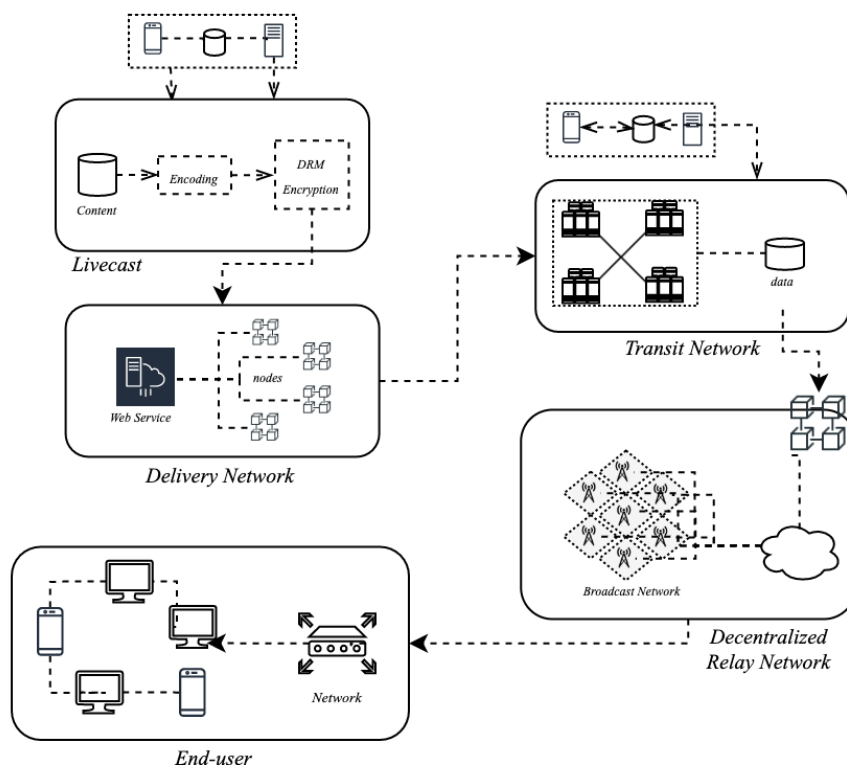 Content
Encoding
DRM
Encryption
Livecast
data
Transit Network
Web Service
nodes
Delivery Network
Broadcast Network
Decentralized
Relay Network
Network
End-user